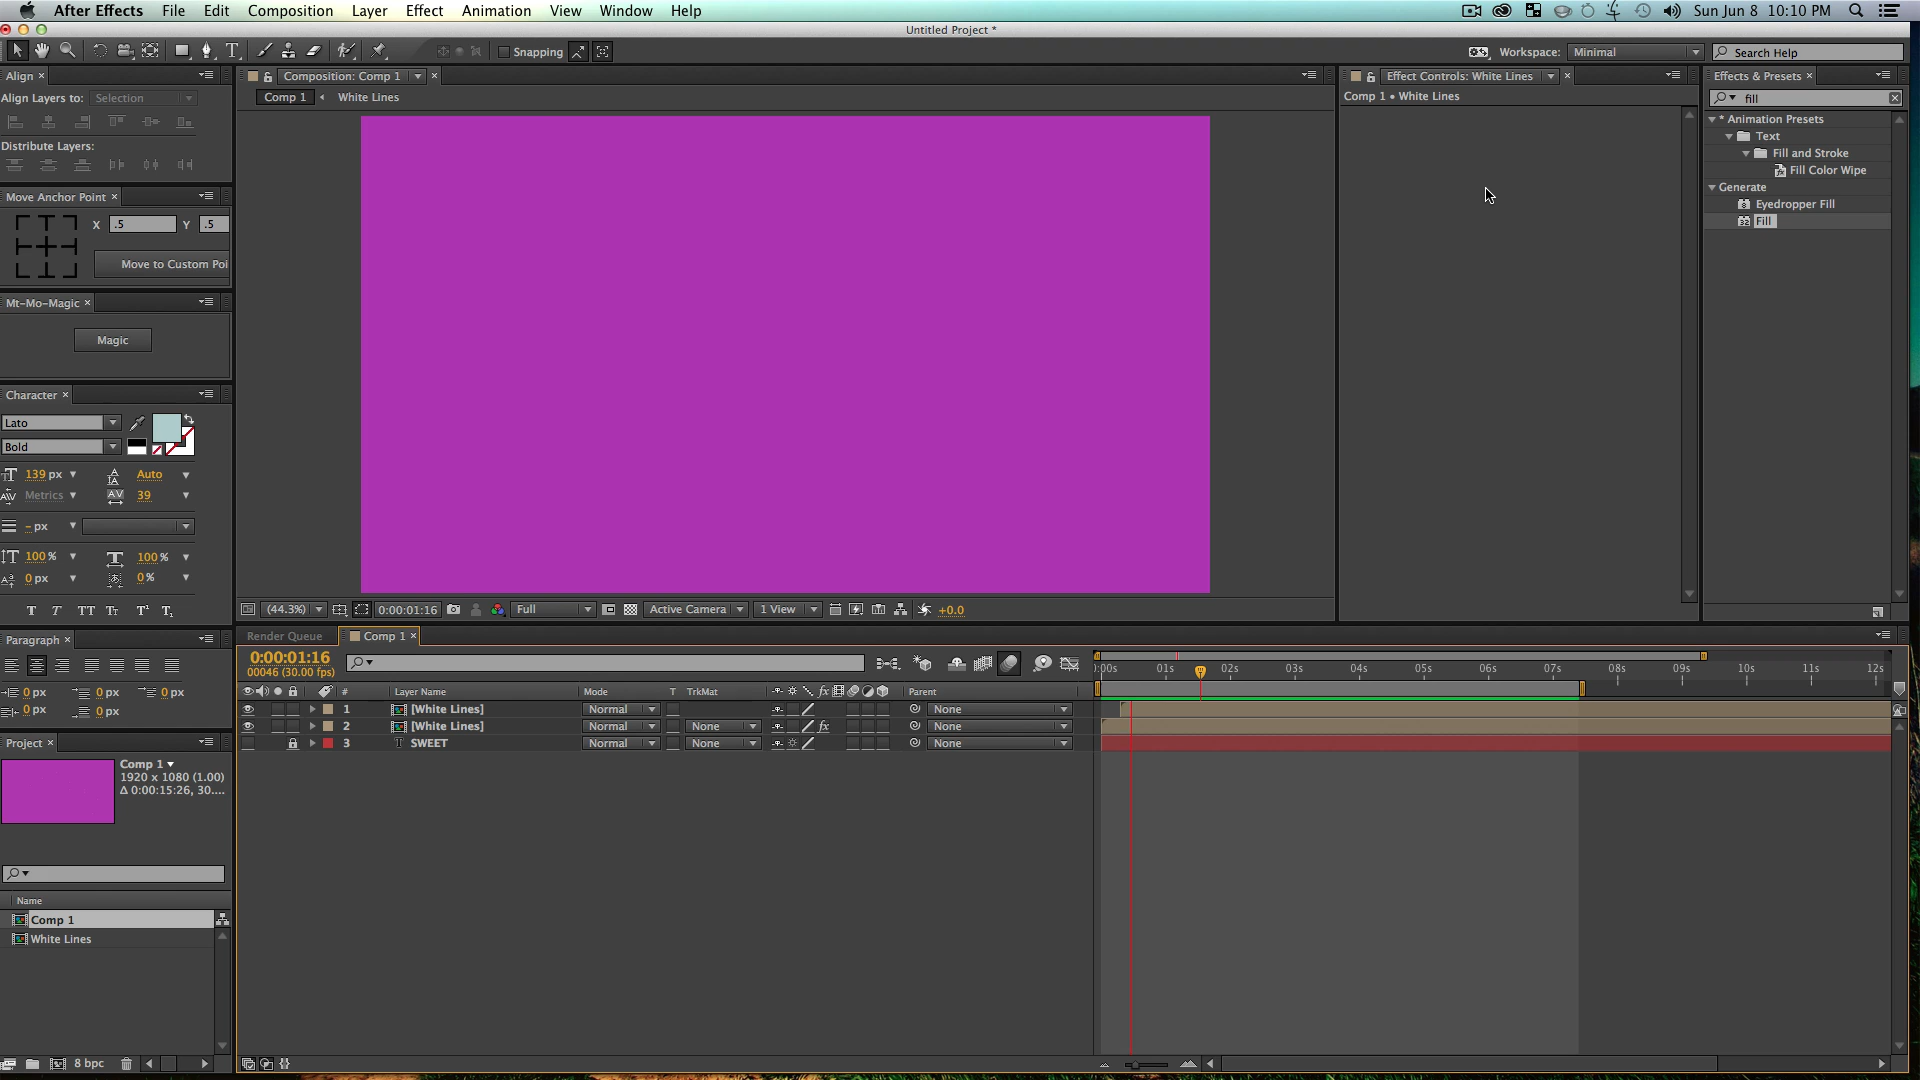 After Effects File Edit Composition Layer Effect Animation View Window Help Sun Jun 8 10:10 PM
Untitled Project *
Snapping Workspace: Minimal Search Help
Align Composition: Comp 1 Effect Controls: White Lines Effects & Presets
Align Layers to: Selection Comp 1 White Lines Comp 1 • White Lines fill
* Animation Presets
Text
Distribute Layers: Fill and Stroke
Fill Color Wipe
Generate
Move Anchor Point Eyedropper Fill
X .5 Y .5 Fill
Move to Custom Poi
Mt-Mo-Magic
Magic
Character
Lato
Bold
139 px Auto
Metrics 39
- px
100 % 100 %
0 px 0 %
T T TT Tt T T
(44.3%) 0:00:01:16 Full Active Camera 1 View +0.0
Paragraph Render Queue Comp 1
0:00:01:16
00046 (30.00 fps)
):00s 01s 02s 03s 04s 05s 06s 07s 08s 09s 10s 11s 12s
0 px 0 px 0 px # Layer Name Mode T TrkMat fx Parent
0 px 0 px 1 [White Lines] Normal None
2 [White Lines] Normal None fx None
Project 3 T SWEET Normal None None
Comp 1
1920 x 1080 (1.00)
Δ 0:00:15:26, 30....
Name
Comp 1
White Lines
8 bpc